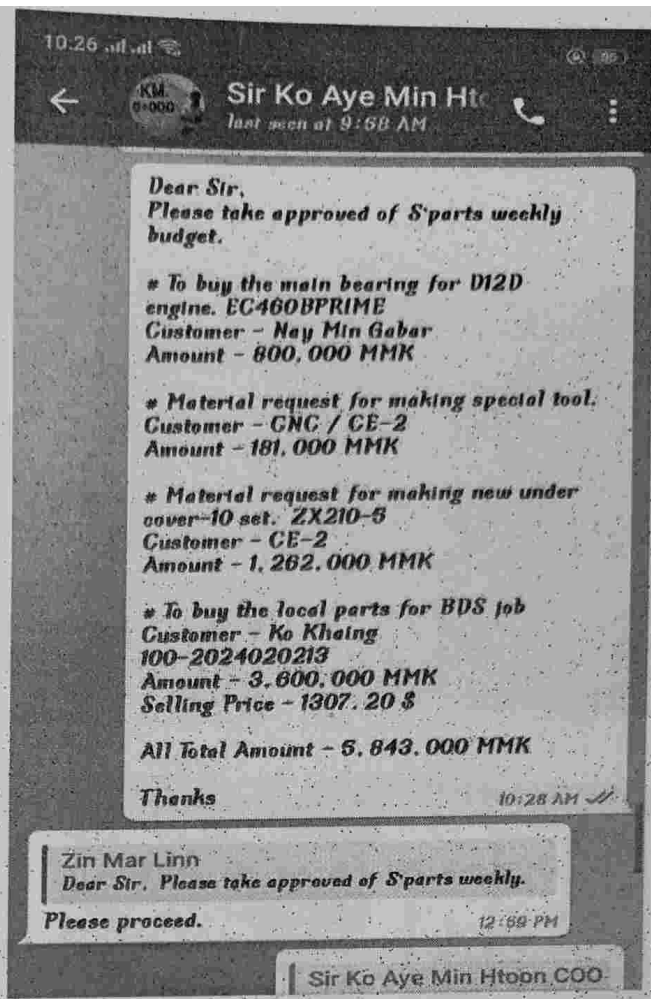 10:26
KM.
0+000
Sir Ko Aye Min Hto
last seen at 9:58 AM
Dear Sir,
Please take approved of S'parts weekly
budget.
# To buy the main bearing for D12D
engine. EC460BPRIME
Customer - Nay Min Gabar
Amount - 800,000 MMK
# Material request for making special tool.
Customer - GNC / CE-2
Amount - 181,000 MMK
# Material request for making new under
cover-10 set. ZX210-5
Customer - CE-2
Amount - 1,262,000 MMK
# To buy the local parts for BDS job
Customer - Ko Khaing
100-2024020213
Amount - 3,600,000 MMK
Selling Price - 1307.20 $
All Total Amount - 5,843,000 MMK
Thanks
10:28 AM
Zin Mar Linn
Dear Sir, Please take approved of S'parts weekly.
Please proceed.
12:59 PM
Sir Ko Aye Min Htoon COO